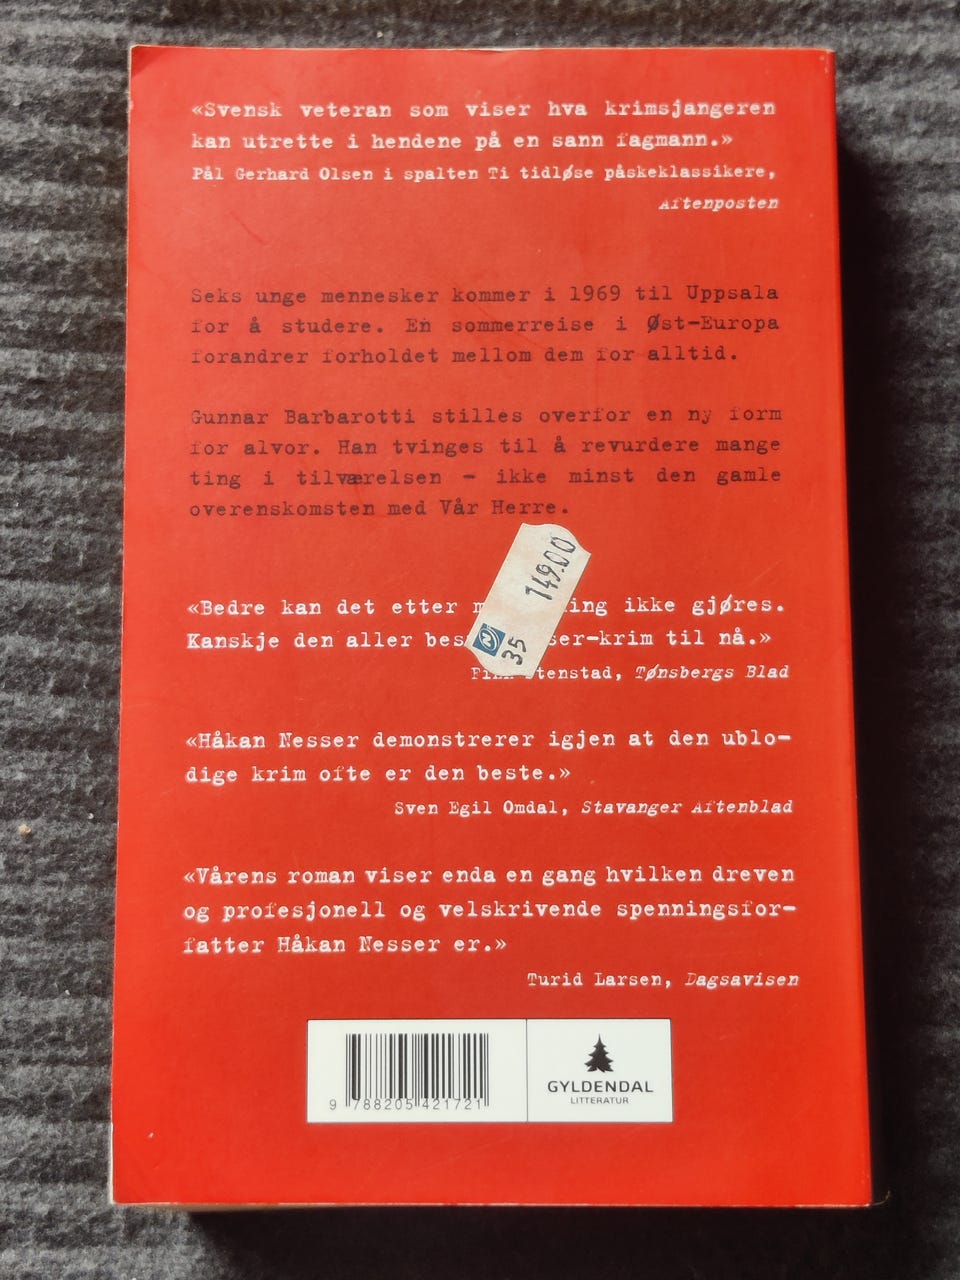 «Svensk veteran som viser hva krimsjangeren
kan utrette i hendene på en sann fagmann.»
Pål Gerhard Olsen i spalten Ti tidløse påskeklassikere,
Aftenposten
Seks unge mennesker kommer i 1969 til Uppsala
for å studere. En sommerreise i Øst-Europa
forandrer forholdet mellom dem for alltid.
Gunnar Barbarotti stilles overfor en ny form
for alvor. Han tvinges til å revurdere mange
ting i tilværelsen – ikke minst den gamle
overenskomsten med Vår Herre.
149.00
N
35
«Bedre kan det etter m ing ikke gjøres.
Kanskje den aller bes ser-krim til nå.»
tenstad, Tønsbergs Blad
«Håkan Nesser demonstrerer igjen at den ublo-
dige krim ofte er den beste.»
Sven Egil Omdal, Stavanger Aftenblad
«Vårens roman viser enda en gang hvilken dreven
og profesjonell og velskrivende spenningsfor-
fatter Håkan Nesser er.»
Turid Larsen, Dagsavisen
9 788205 421721
GYLDENDAL
LITTERATUR